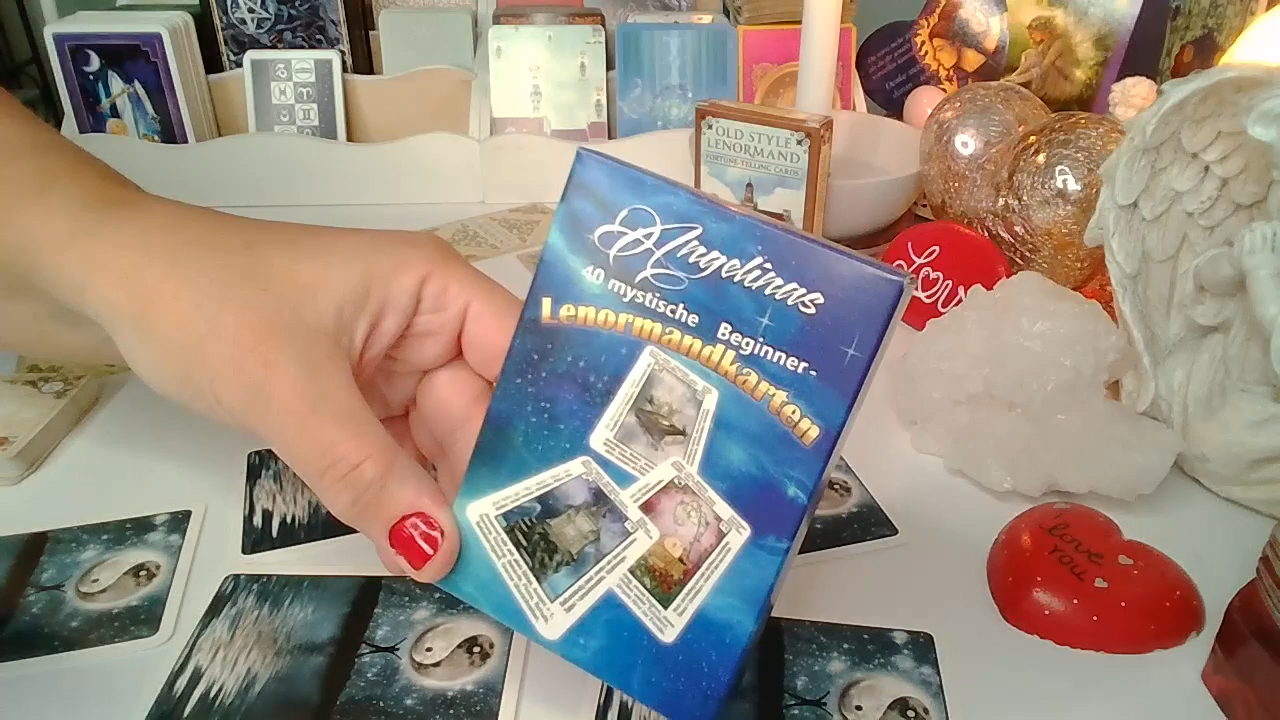 OLD STYLE
LENORMAND
FORTUNE-TELLING CARDS
Angelinas
40 mystische Beginner-
Lenormandkarten
Love
love
YOU